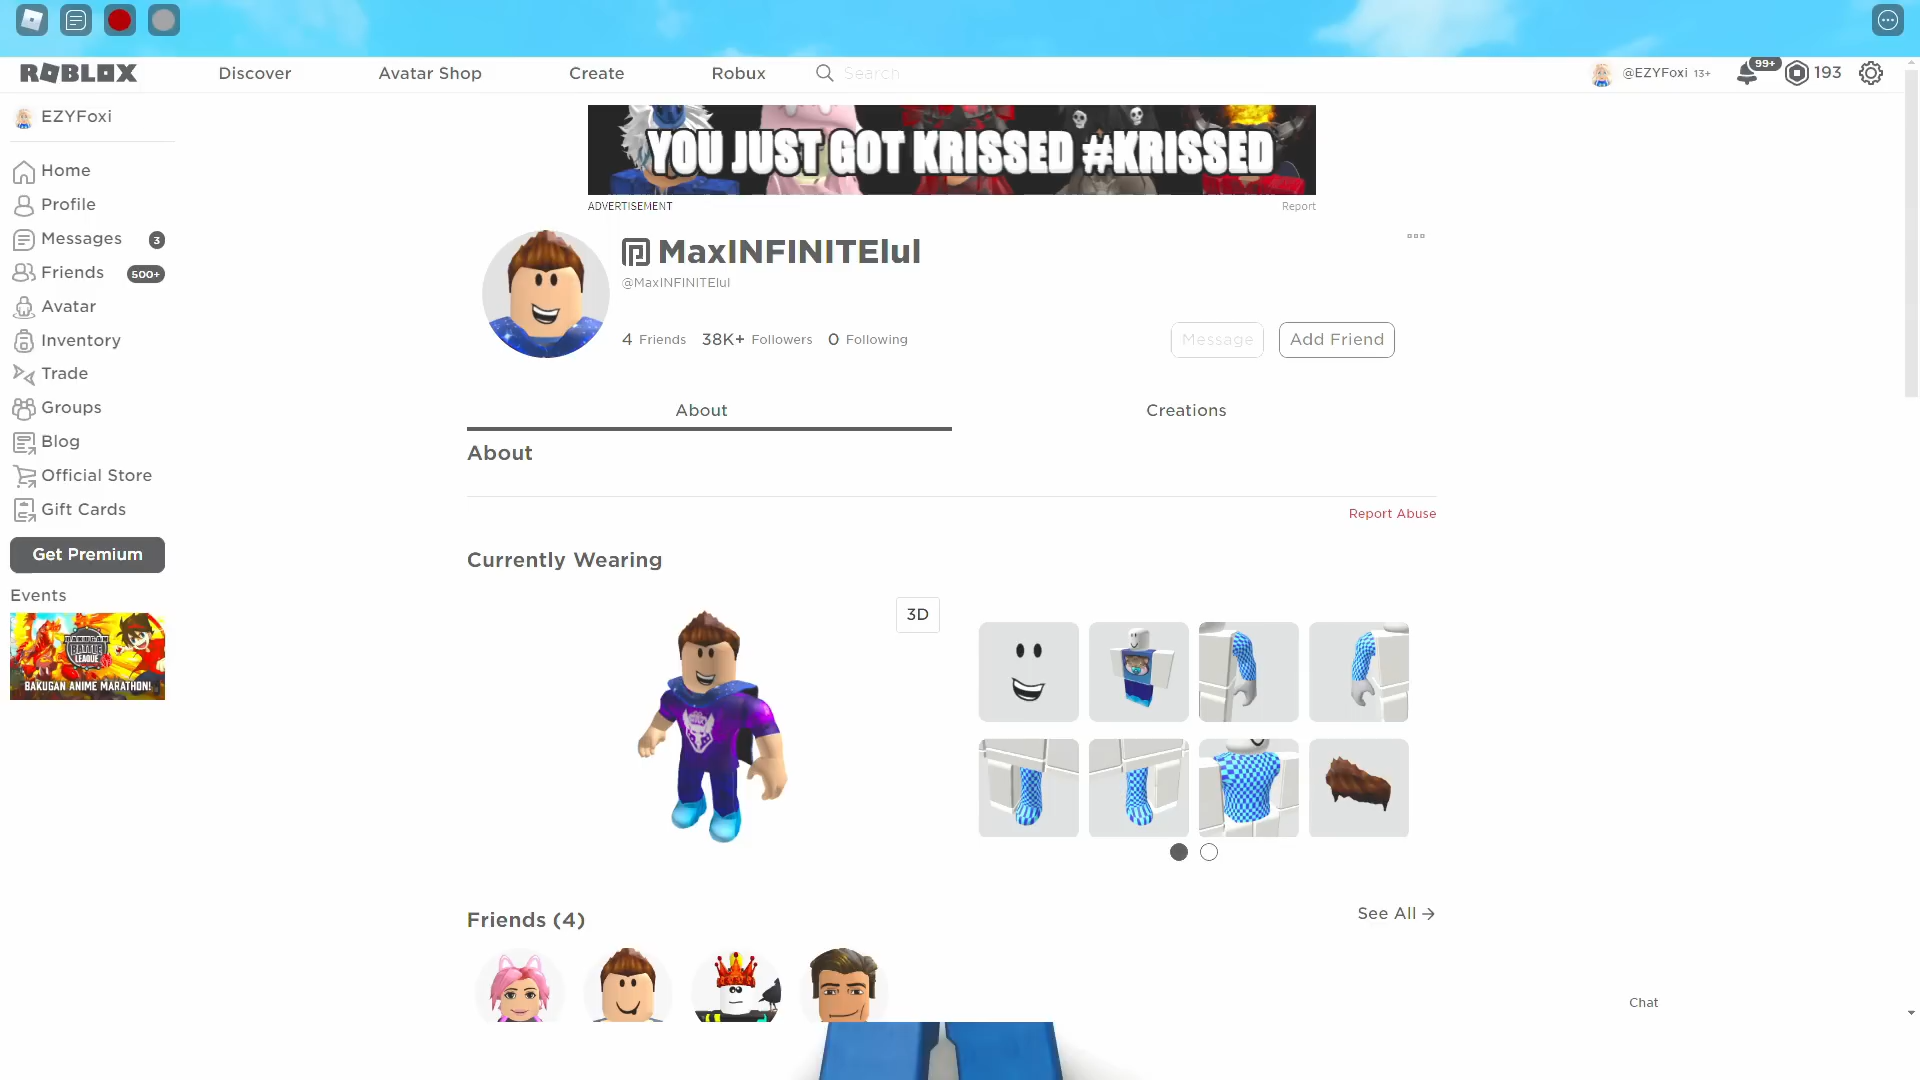 ROBLOX
Discover
Avatar Shop
Create
Robux
Search
@EZYFoxi 13+
99+
193
EZYFoxi
Home
Profile
Messages 3
Friends 500+
Avatar
Inventory
Trade
Groups
Blog
Official Store
Gift Cards
Get Premium
Events
BAKUGAN
BATTLE
LEAGUE
BAKUGAN ANIME MARATHON!
YOU JUST GOT KRISSED #KRISSED
ADVERTISEMENT
Report
MaxINFINITElul
@MaxINFINITElul
4 Friends 38K+ Followers 0 Following
Message
Add Friend
About
Creations
About
Report Abuse
Currently Wearing
3D
Friends (4)
See All
Chat